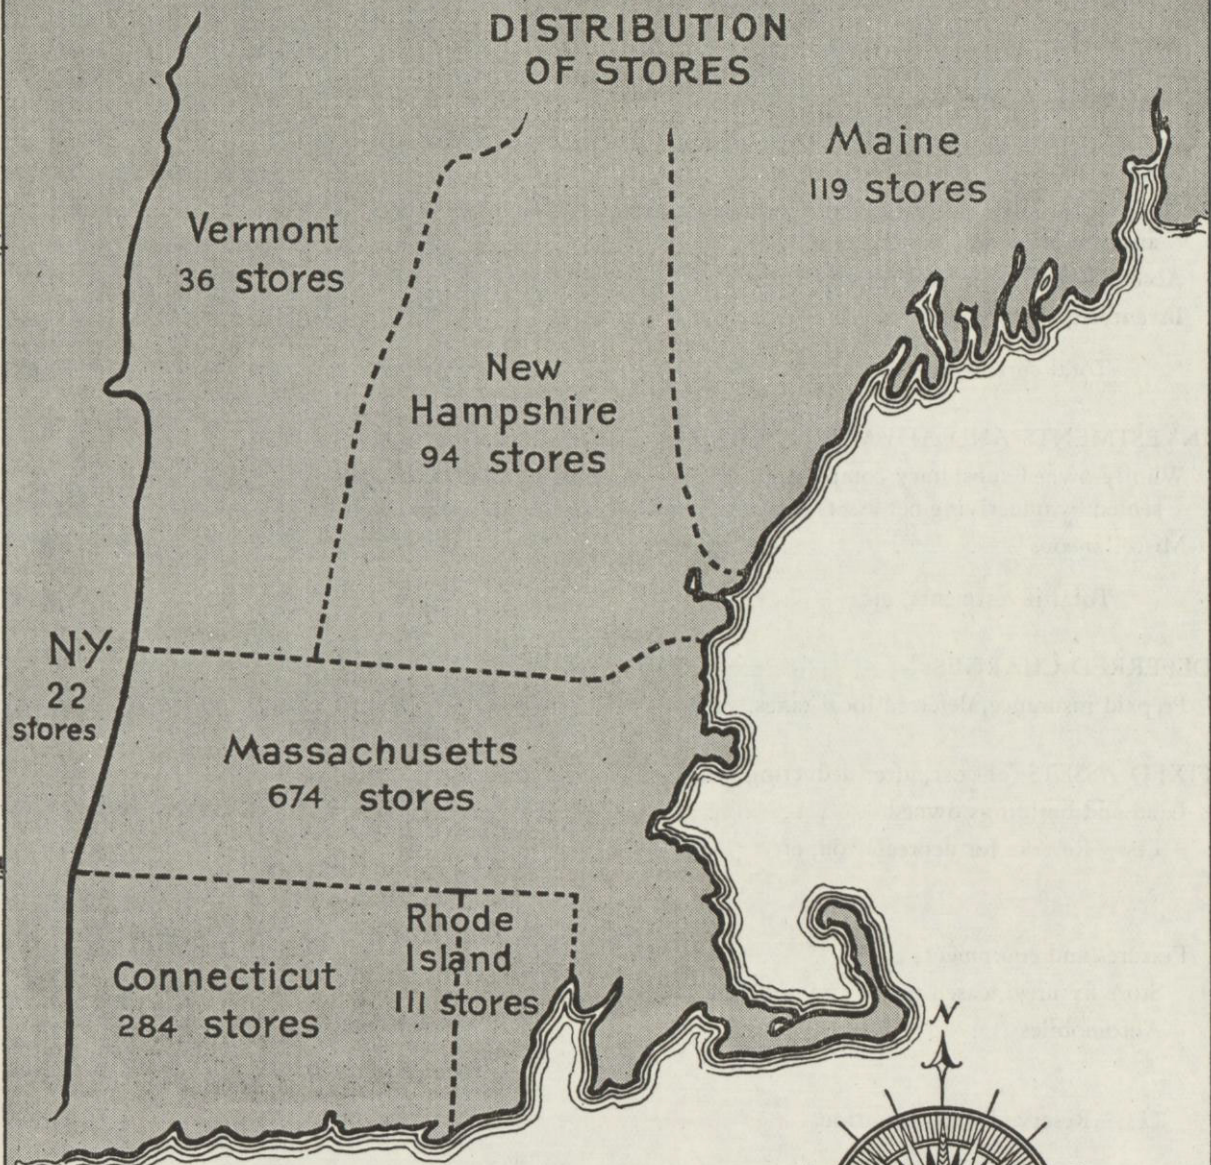 DISTRIBUTION
OF STORES
Maine
119 stores
Vermont
36 stores
New
Hampshire
94 stores
N.Y.
22
stores
Massachusetts
674 stores
Rhode
Island
111 stores
Connecticut
284 stores
N